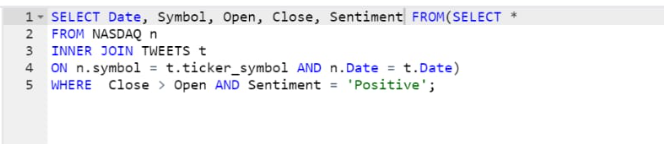 1 SELECT Date, Symbol, Open, Close, Sentiment FROM(SELECT *
2 FROM NASDAQ n
3 INNER JOIN TWEETS t
4 ON n.symbol = t.ticker_symbol AND n.Date = t.Date)
5 WHERE  Close > Open AND Sentiment = 'Positive';